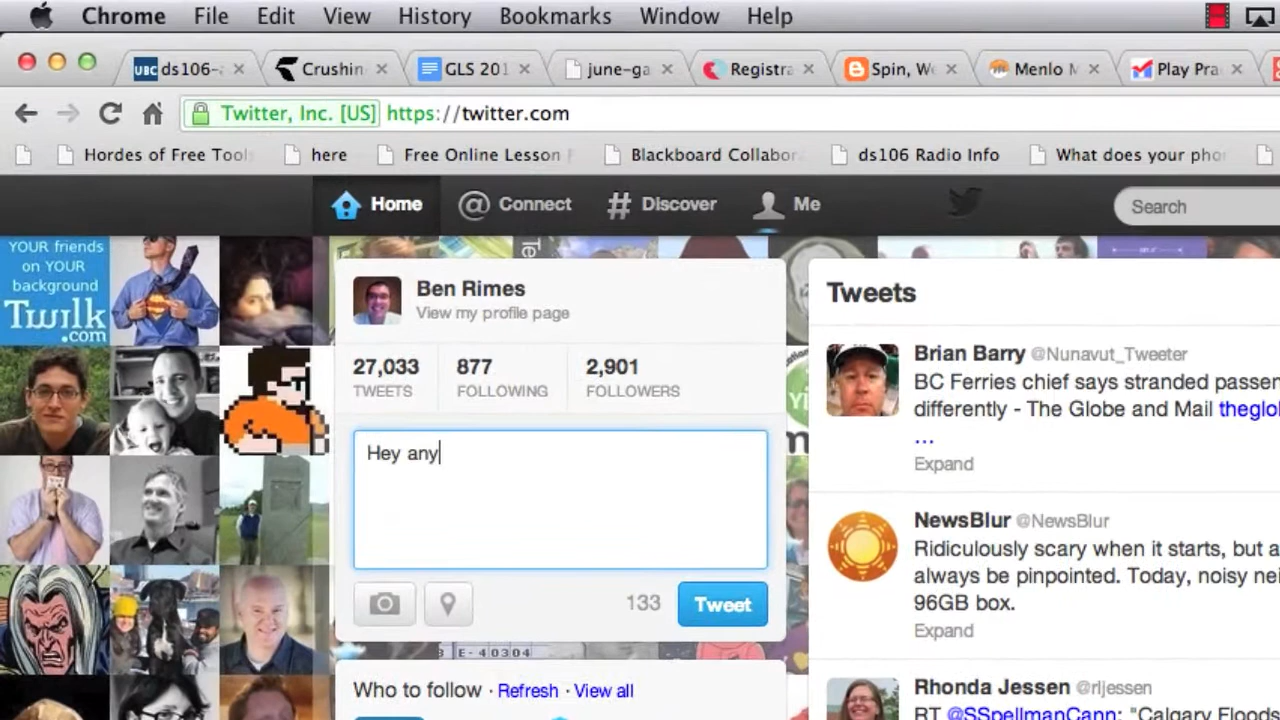 Chrome File Edit View History Bookmarks Window Help
UBC ds106- Crushin GLS 201 june-ga Registra Spin, We Menlo M Play Pra
Twitter, Inc. [US] https://twitter.com
Hordes of Free Tool here Free Online Lesson Blackboard Collabor ds106 Radio Info What does your pho
Home @ Connect # Discover Me Search
YOUR friends
on YOUR
background
Twilk
.com
Ben Rimes
View my profile page
27,033 877 2,901
TWEETS FOLLOWING FOLLOWERS
Hey any
133 Tweet
E-40304
Who to follow · Refresh · View all
Tweets
Brian Barry @Nunavut_Tweeter
BC Ferries chief says stranded passen
differently - The Globe and Mail theglo
…
Expand
NewsBlur @NewsBlur
Ridiculously scary when it starts, but a
always be pinpointed. Today, noisy nei
96GB box.
Expand
Rhonda Jessen @rljessen
RT @SSpellmanCann: "Calgary Floods